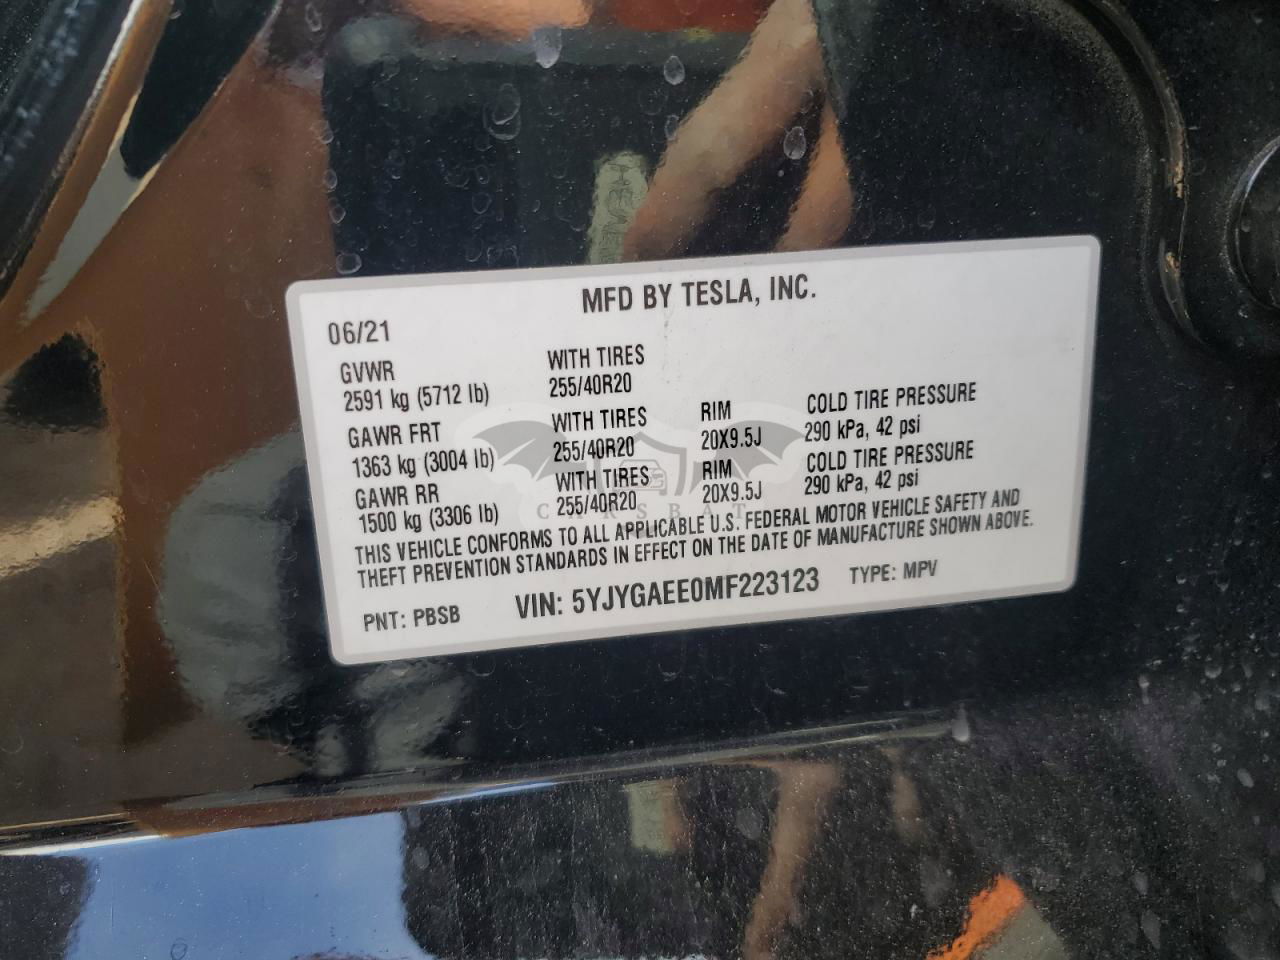 MFD BY TESLA, INC.
06/21
GVWR WITH TIRES
2591 kg (5712 lb) 255/40R20
GAWR FRT WITH TIRES RIM COLD TIRE PRESSURE
1363 kg (3004 lb) 255/40R20 20X9.5J 290 kPa, 42 psi
GAWR RR WITH TIRES RIM COLD TIRE PRESSURE
1500 kg (3306 lb) 255/40R20 20X9.5J 290 kPa, 42 psi
CARSBAT
THIS VEHICLE CONFORMS TO ALL APPLICABLE U.S. FEDERAL MOTOR VEHICLE SAFETY AND
THEFT PREVENTION STANDARDS IN EFFECT ON THE DATE OF MANUFACTURE SHOWN ABOVE.
PNT: PBSB VIN: 5YJYGAEE0MF223123 TYPE: MPV